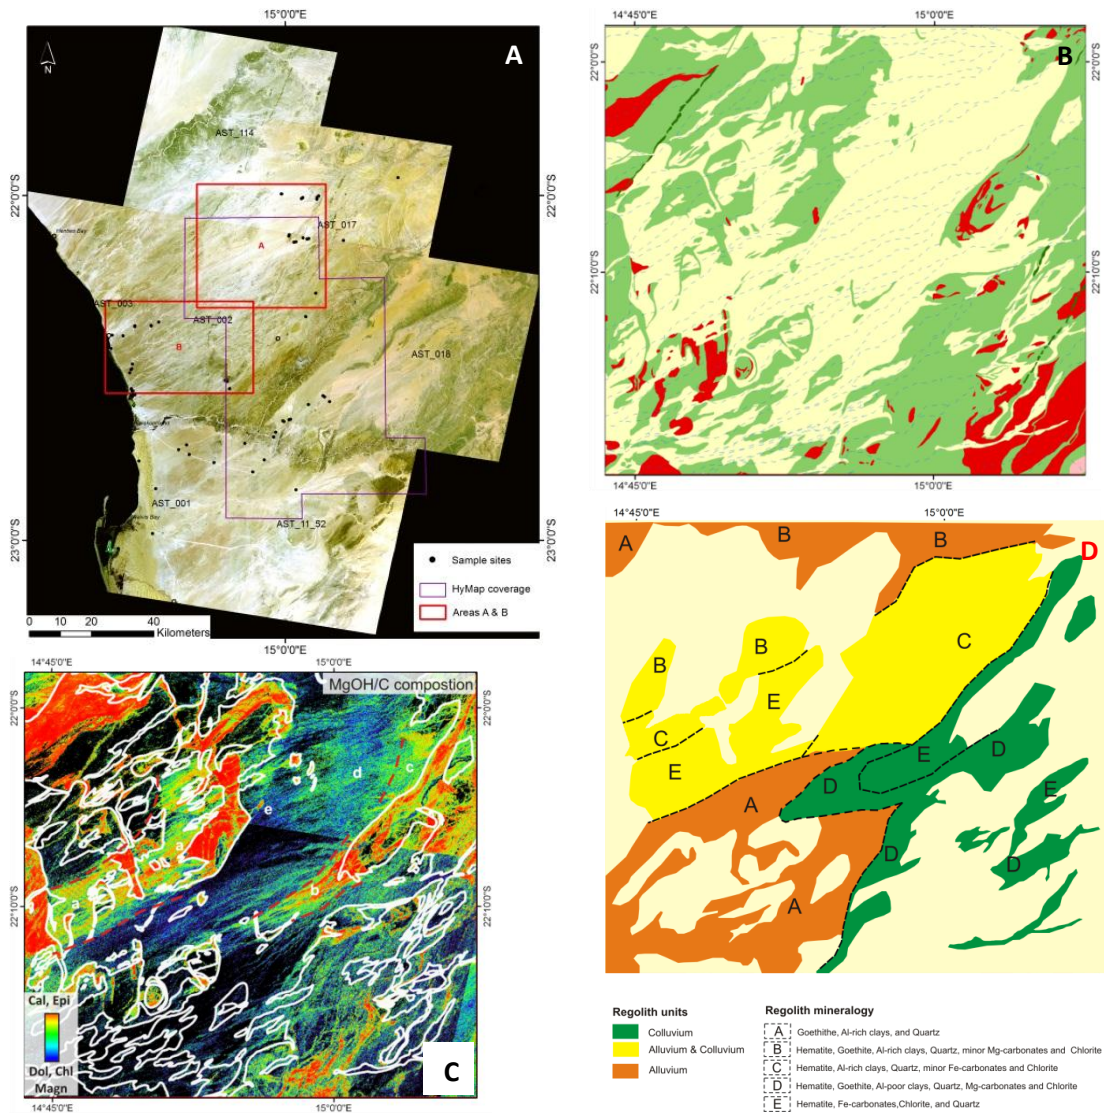 15°0'0"E
A
N
AST_114
22°0'0"S
22°0'0"S
Henties Bay
AST_017
A
AST_003
AST_002
B
AST_018
AST_001
AST_11_52
23°0'0"S
23°0'0"S
Sample sites
HyMap coverage
Areas A & B
0 10 20 40
Kilometers
15°0'0"E
14°45'0"E 15°0'0"E
B
22°0'0"S
22°0'0"S
22°10'0"S
22°10'0"S
14°45'0"E 15°0'0"E
14°45'0"E 15°0'0"E
MgOH/C compostion
22°0'0"S
22°0'0"S
c
d
e
a
a
b
22°10'0"S
22°10'0"S
Cal, Epi
Dol, Chl
Magn
C
14°45'0"E 15°0'0"E
14°45'0"E 15°0'0"E
A
B
B
D
C
B
B
E
C
E
E
D
D
A
E
D
D
A
Regolith units
Colluvium
Alluvium & Colluvium
Alluvium
Regolith mineralogy
A Goethithe, Al-rich clays, and Quartz
B Hematite, Goethite, Al-rich clays, Quartz, minor Mg-carbonates and Chlorite
C Hematite, Al-rich clays, Quartz, minor Fe-carbonates and Chlorite
D Hematite, Goethite, Al-poor clays, Quartz, Mg-carbonates and Chlorite
E Hematite, Fe-carbonates,Chlorite, and Quartz